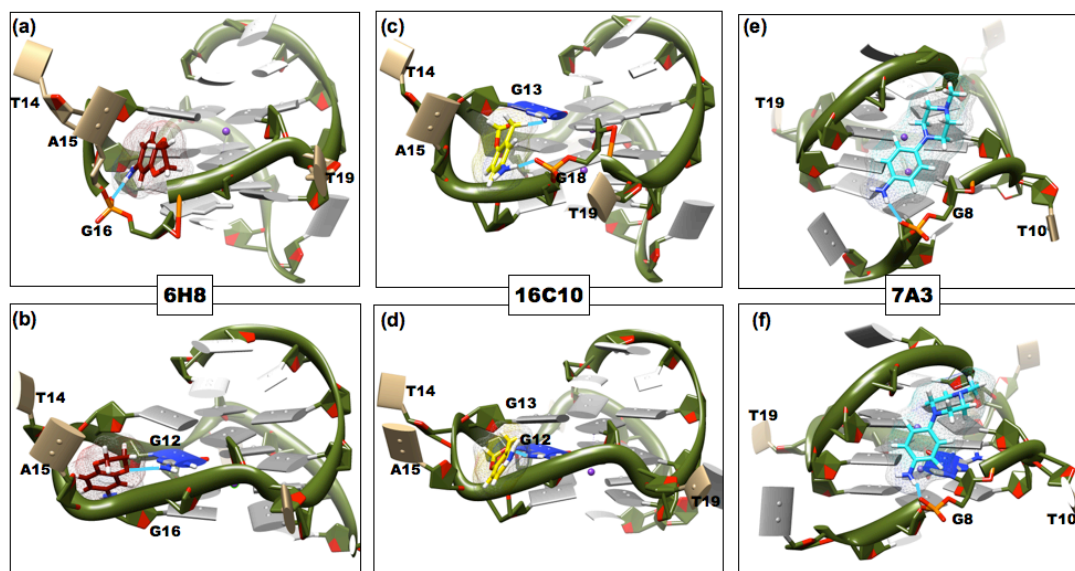 (a)
T14
A15
G16
T19
(c)
T14
G13
A15
G18
T19
(e)
T19
G8
T10
6H8
16C10
7A3
(b)
T14
G12
A15
G16
(d)
T14
G13
G12
A15
T19
(f)
T19
G8
T10